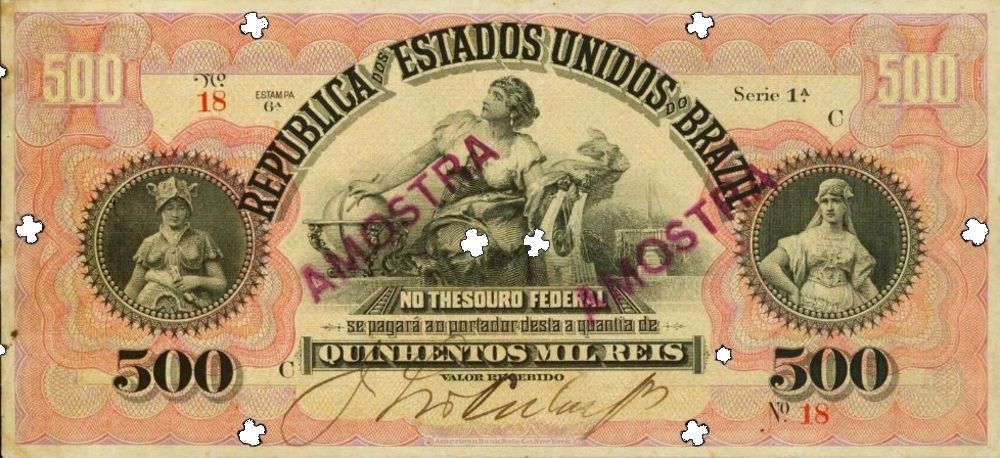 REPUBLICA DOS ESTADOS UNIDOS DO BRAZIL
500
500
Nº
18
ESTAMPA
6ª
Serie 1ª
C
AMOSTRA
AMOSTRA
NO THESOURO FEDERAL
se pagará ao portador desta a quantia de
C
QUINHENTOS MIL REIS
VALOR RECEBIDO
500
500
Nº 18
American Bank Note Co. New York.